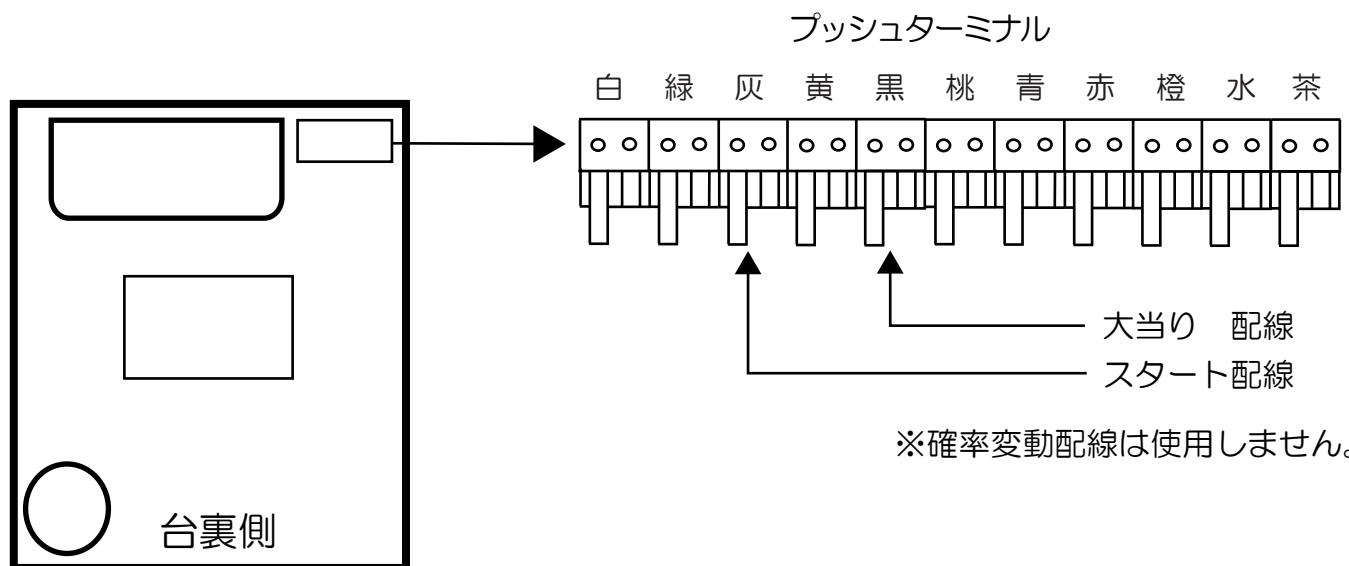 プッシュターミナル
白 緑 灰 黄 黒 桃 青 赤 橙 水 茶
大当り　配線
スタート配線
※確率変動配線は使用しません。
台裏側